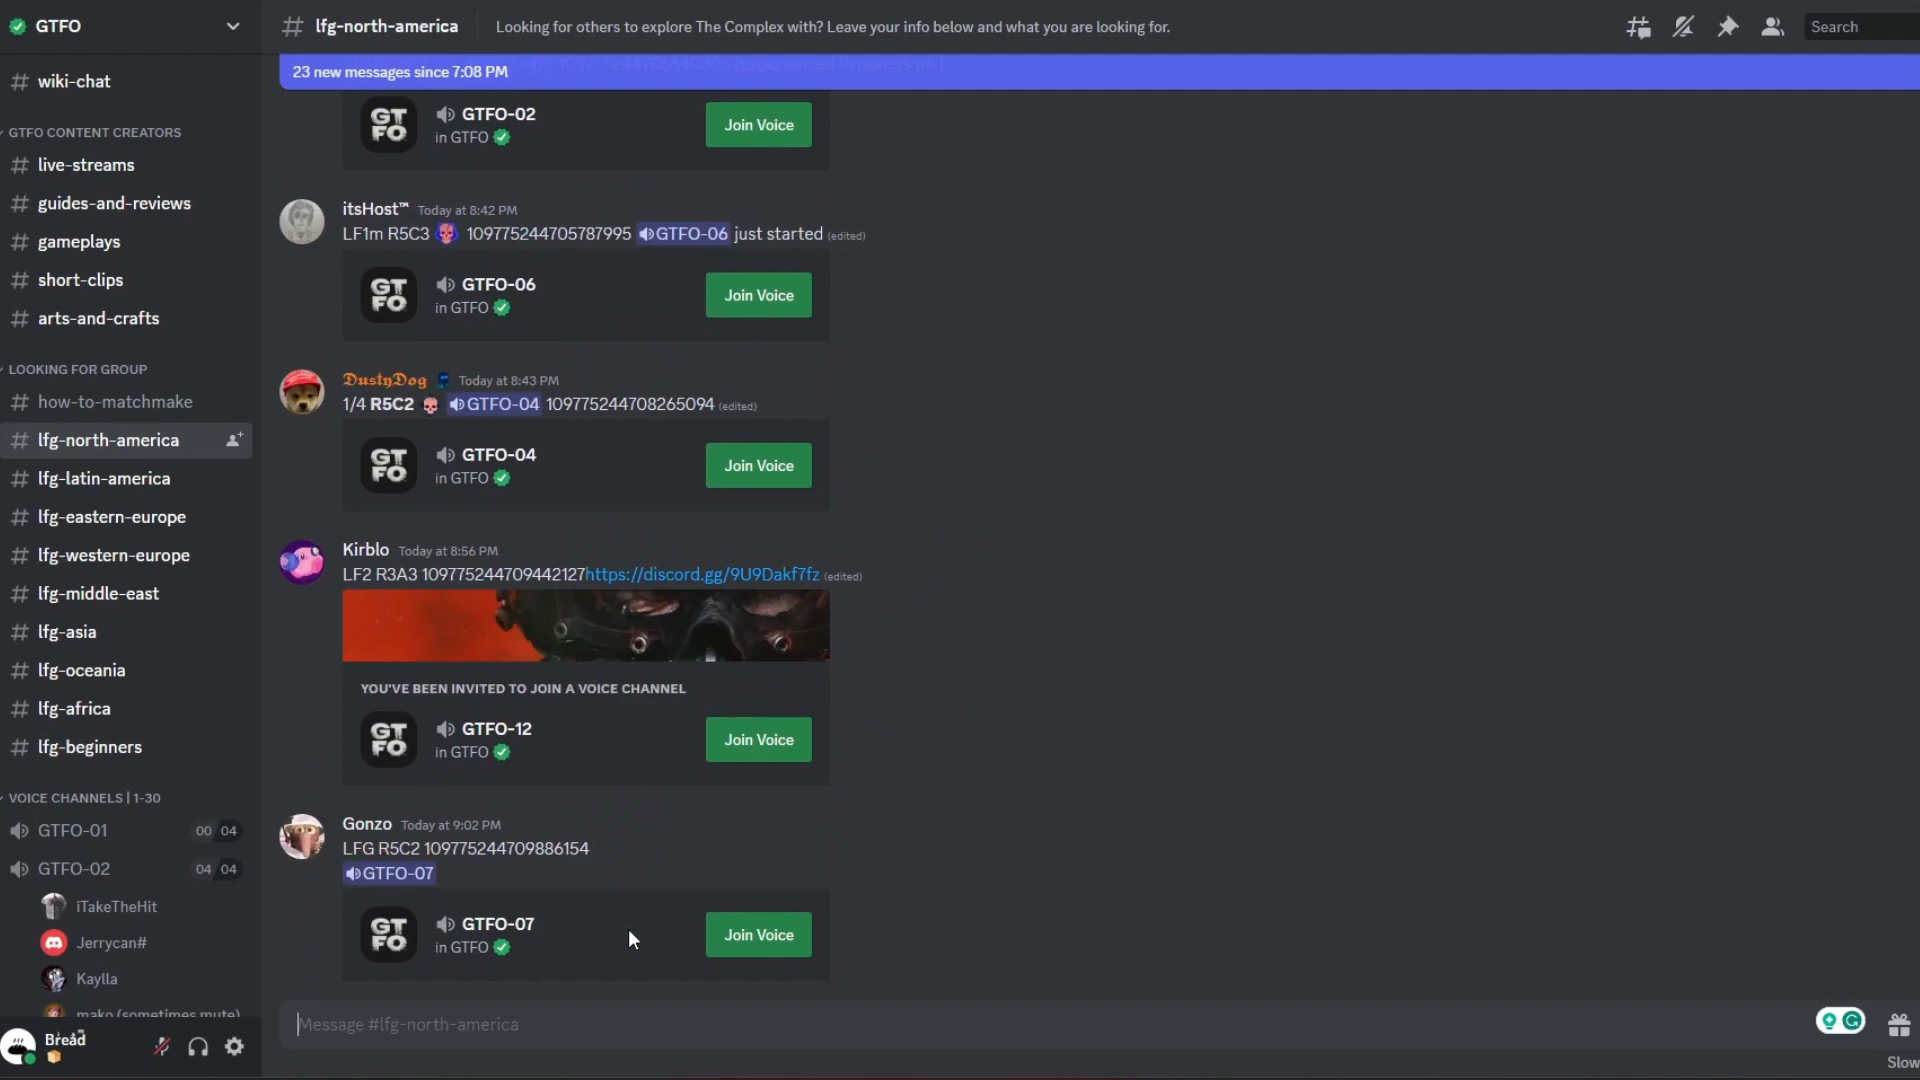 GTFO
wiki-chat
GTFO CONTENT CREATORS
live-streams
guides-and-reviews
gameplays
short-clips
arts-and-crafts
LOOKING FOR GROUP
how-to-matchmake
lfg-north-america
lfg-latin-america
lfg-eastern-europe
lfg-western-europe
lfg-middle-east
lfg-asia
lfg-oceania
lfg-africa
lfg-beginners
VOICE CHANNELS | 1-30
GTFO-01 00 04
GTFO-02 04 04
iTakeTheHit
Jerrycan#
Kaylla
mako (sometimes mute)
Bread
# lfg-north-america Looking for others to explore The Complex with? Leave your info below and what you are looking for. Search
23 new messages since 7:08 PM
GTFO GTFO-02
in GTFO
Join Voice
itsHost™ Today at 8:42 PM
LF1m R5C3 109775244705787995 GTFO-06 just started (edited)
GTFO GTFO-06
in GTFO
Join Voice
DustyDog Today at 8:43 PM
1/4 R5C2 GTFO-04 109775244708265094 (edited)
GTFO GTFO-04
in GTFO
Join Voice
Kirblo Today at 8:56 PM
LF2 R3A3 109775244709442127https://discord.gg/9U9Dakf7fz (edited)
YOU'VE BEEN INVITED TO JOIN A VOICE CHANNEL
GTFO GTFO-12
in GTFO
Join Voice
Gonzo Today at 9:02 PM
LFG R5C2 109775244709886154
GTFO-07
GTFO GTFO-07
in GTFO
Join Voice
Message #lfg-north-america
Slow